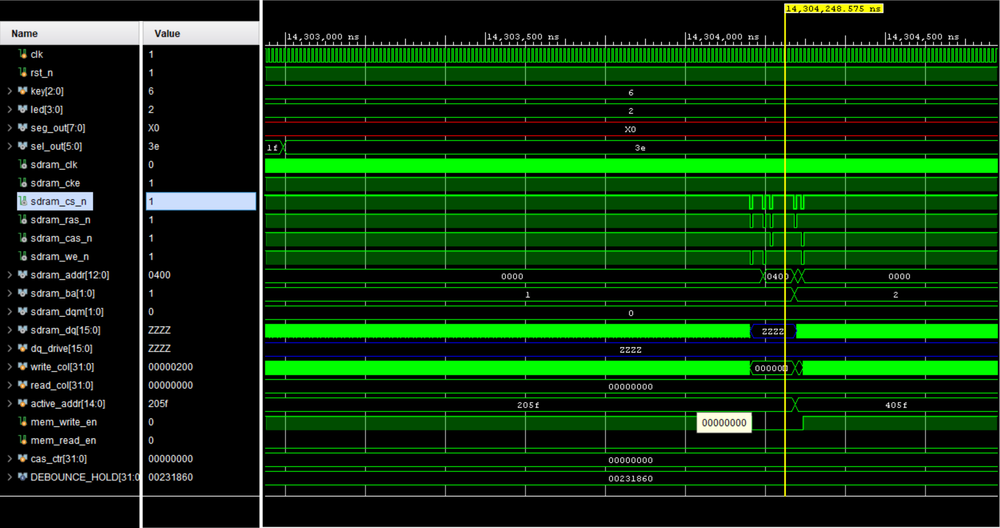 14,304,248.575 ns
Name Value
14,303,000 ns 14,303,500 ns 14,304,000 ns 14,304,500 ns
clk 1
rst_n 1
key[2:0] 6 6
led[3:0] 2 2
seg_out[7:0] X0 X0
sel_out[5:0] 3e 1f 3e
sdram_clk 0
sdram_cke 1
sdram_cs_n 1
sdram_ras_n 1
sdram_cas_n 1
sdram_we_n 1
sdram_addr[12:0] 0400 0000 0400 0000
sdram_ba[1:0] 1 1 2
sdram_dqm[1:0] 0 0
sdram_dq[15:0] ZZZZ ZZZZ
dq_drive[15:0] ZZZZ ZZZZ
write_col[31:0] 00000200 000000
read_col[31:0] 00000000 00000000
active_addr[14:0] 205f 205f 405f
mem_write_en 0 00000000
mem_read_en 0
cas_ctr[31:0] 00000000 00000000
DEBOUNCE_HOLD[31:0 00231860 00231860